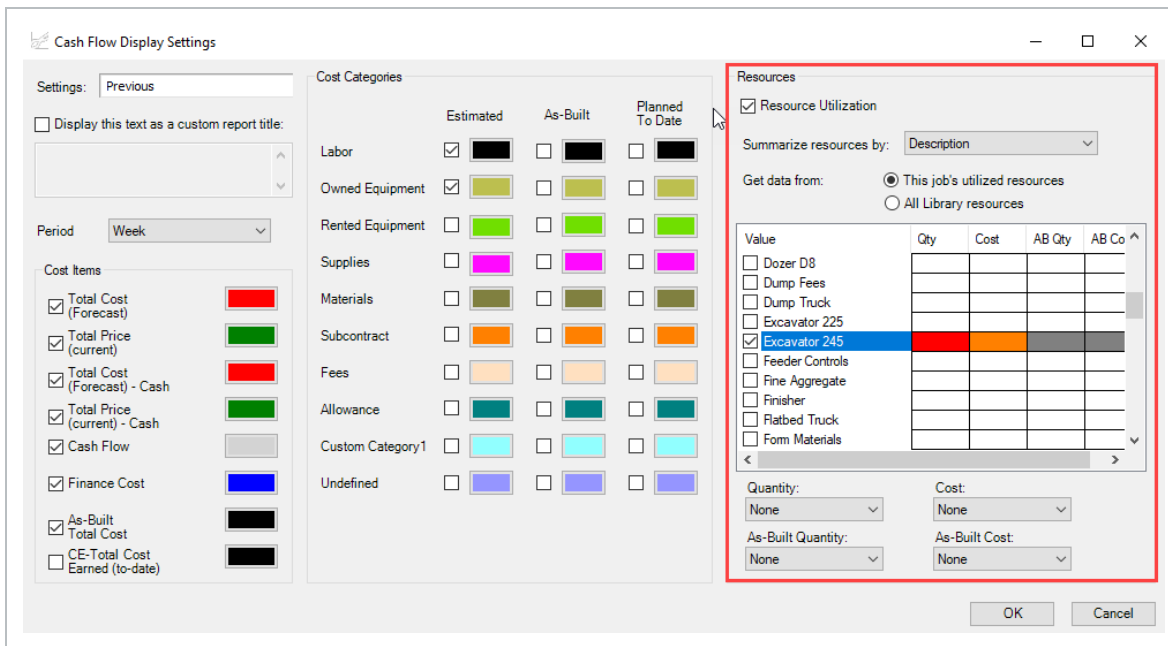 Cash Flow Display Settings
Settings: Previous
Display this text as a custom report title:
Period Week
Cost Items
Total Cost
(Forecast)
Total Price
(current)
Total Cost
(Forecast) - Cash
Total Price
(current) - Cash
Cash Flow
Finance Cost
As-Built
Total Cost
CE-Total Cost
Earned (to-date)
Cost Categories
Estimated As-Built Planned
To Date
Labor
Owned Equipment
Rented Equipment
Supplies
Materials
Subcontract
Fees
Allowance
Custom Category1
Undefined
Resources
Resource Utilization
Summarize resources by: Description
Get data from: This job's utilized resources
All Library resources
Value Qty Cost AB Qty AB Co
Dozer D8
Dump Fees
Dump Truck
Excavator 225
Excavator 245
Feeder Controls
Fine Aggregate
Finisher
Flatbed Truck
Form Materials
Quantity: Cost:
None None
As-Built Quantity: As-Built Cost:
None None
OK Cancel